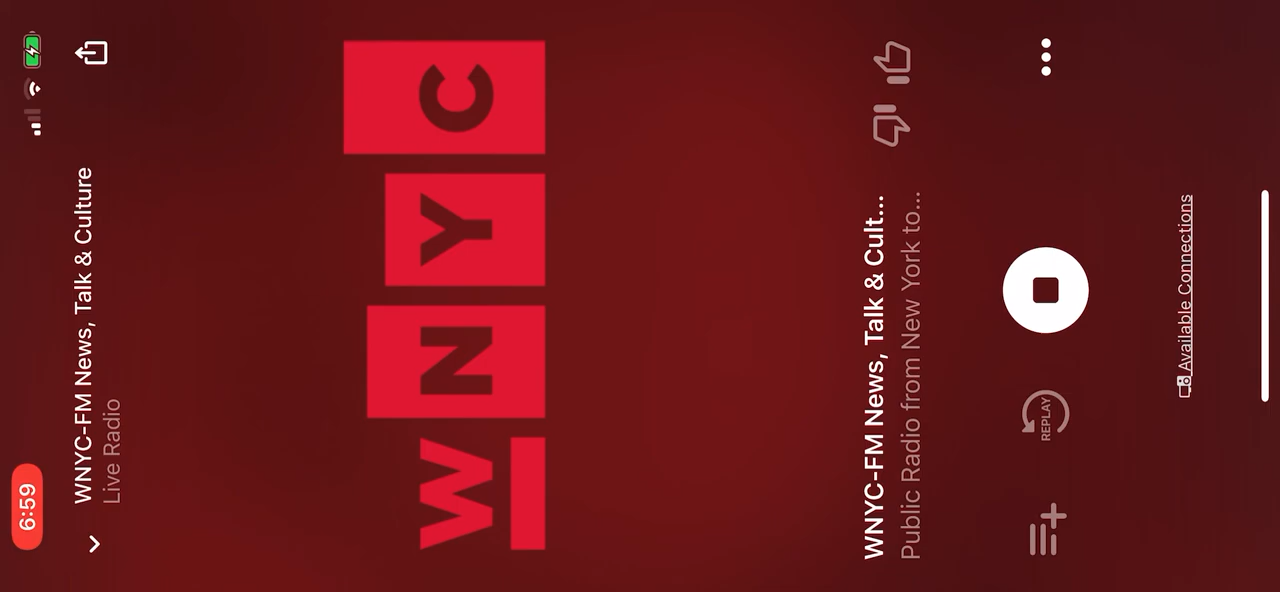 6:59
WNYC-FM News, Talk & Culture
Live Radio
WNYC
WNYC-FM News, Talk & Cult...
Public Radio from New York to...
REPLAY
Available Connections